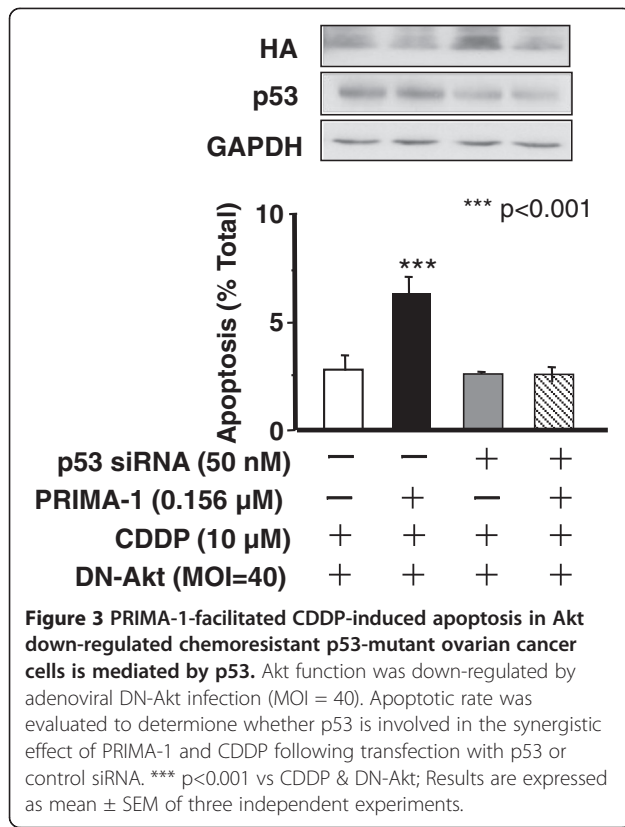 HA
p53
GAPDH
*** p<0.001
***
Apoptosis (% Total)
10
5
0
p53 siRNA (50 nM) — — + +
PRIMA-1 (0.156 µM) — + — +
CDDP (10 µM) + + + +
DN-Akt (MOI=40) + + + +
Figure 3 PRIMA-1-facilitated CDDP-induced apoptosis in Akt
down-regulated chemoresistant p53-mutant ovarian cancer
cells is mediated by p53. Akt function was down-regulated by
adenoviral DN-Akt infection (MOI = 40). Apoptotic rate was
evaluated to determione whether p53 is involved in the synergistic
effect of PRIMA-1 and CDDP following transfection with p53 or
control siRNA. *** p<0.001 vs CDDP & DN-Akt; Results are expressed
as mean ± SEM of three independent experiments.